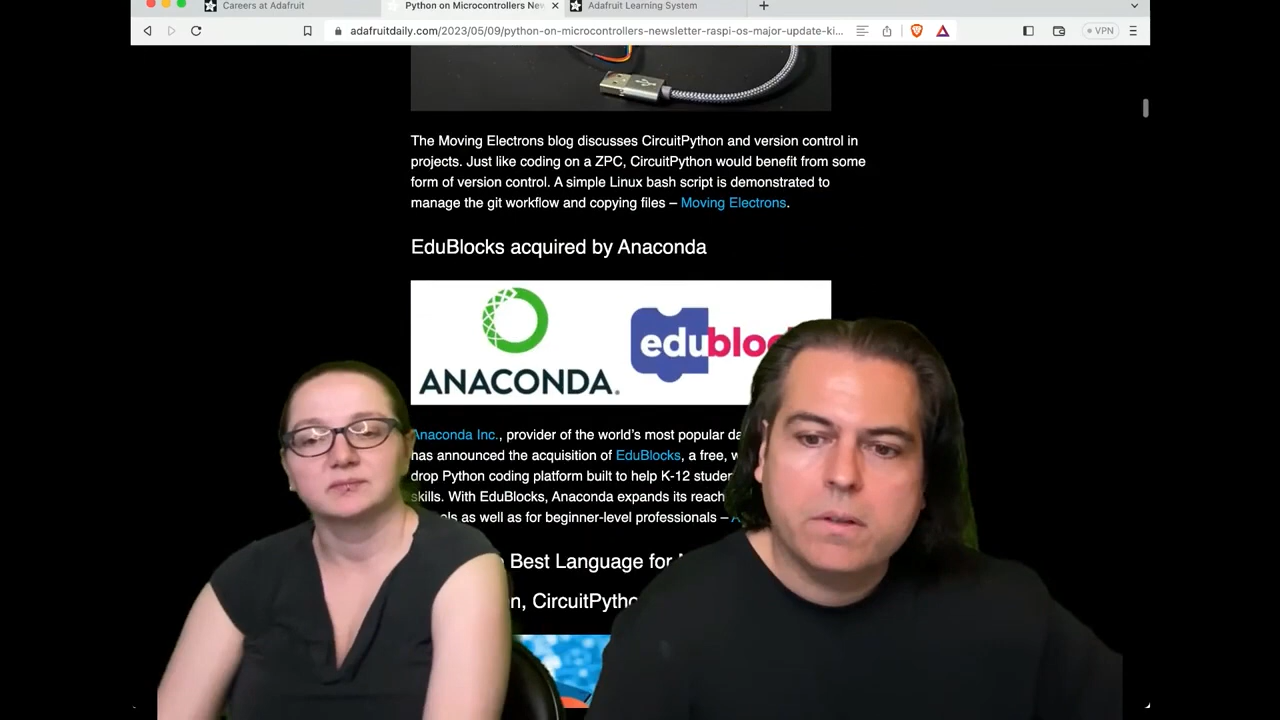 Careers at Adafruit
Python on Microcontrollers New
Adafruit Learning System
adafruitdaily.com/2023/05/09/python-on-microcontrollers-newsletter-raspi-os-major-update-ki...
VPN
The Moving Electrons blog discusses CircuitPython and version control in
projects. Just like coding on a ZPC, CircuitPython would benefit from some
form of version control. A simple Linux bash script is demonstrated to
manage the git workflow and copying files – Moving Electrons.
EduBlocks acquired by Anaconda
ANACONDA.
edubloc
Anaconda Inc., provider of the world's most popular da
has announced the acquisition of EduBlocks, a free, w
drop Python coding platform built to help K-12 studen
skills. With EduBlocks, Anaconda expands its reach
as well as for beginner-level professionals –
Best Language for
CircuitPytho